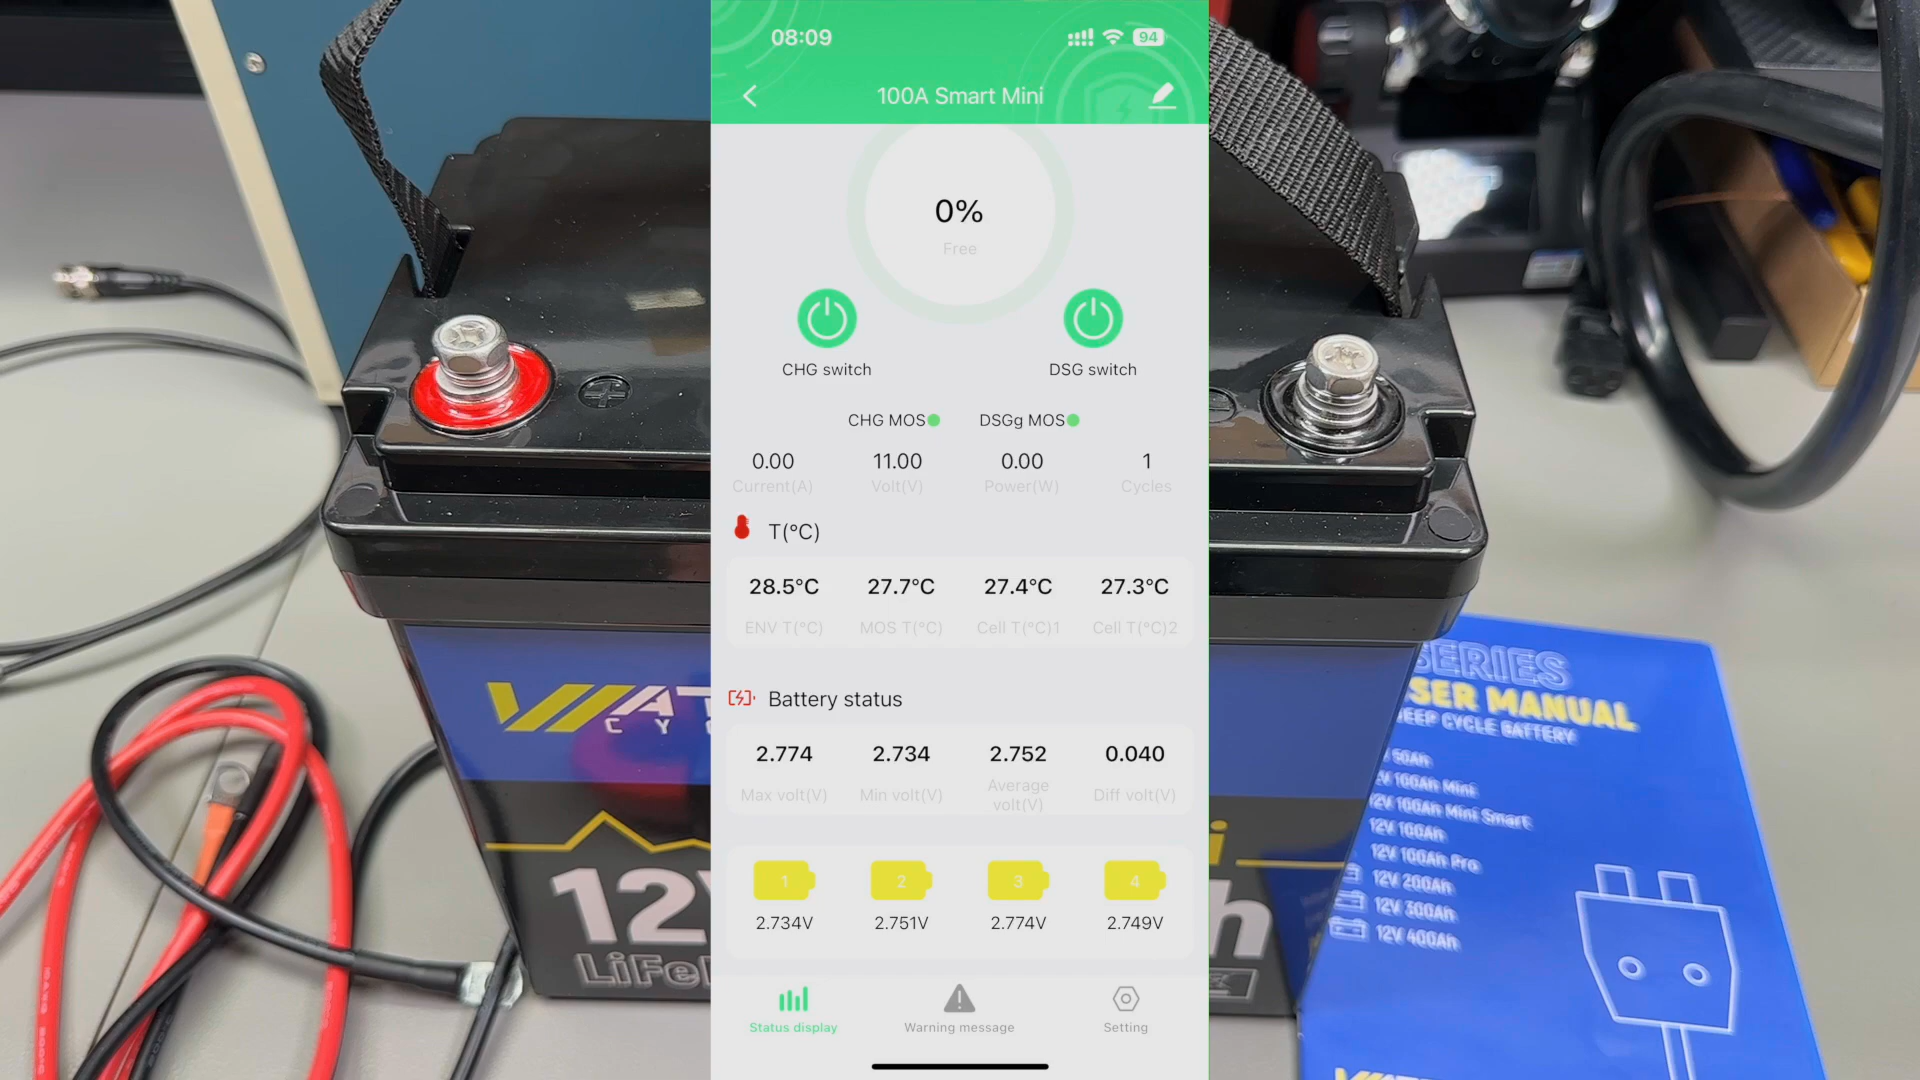 08:09
94
100A Smart Mini
0%
Free
CHG switch
DSG switch
CHG MOS
DSGg MOS
0.00
11.00
0.00
1
Current(A)
Volt(V)
Power(W)
Cycles
T(°C)
28.5°C
27.7°C
27.4°C
27.3°C
ENV T(°C)
MOS T(°C)
Cell T(°C)1
Cell T(°C)2
Battery status
2.774
2.734
2.752
0.040
Max volt(V)
Min volt(V)
Average
volt(V)
Diff volt(V)
1
2
3
4
2.734V
2.751V
2.774V
2.749V
Status display
Warning message
Setting
WAT
CY
12V
LiFe
h
SERIES
SER MANUAL
DEEP CYCLE BATTERY
50Ah
V 100Ah Mini
12V 100Ah Mini Smart
12V 100Ah
12V 100Ah Pro
12V 200Ah
12V 300Ah
12V 400Ah